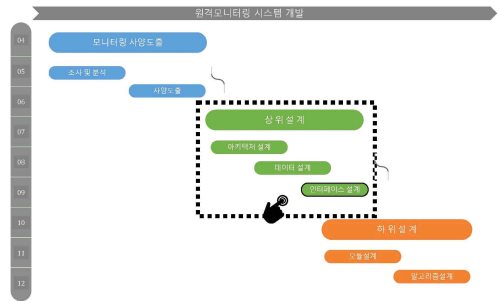 원격모니터링 시스템 개발
04
모니터링 사양도출
05
조사 및 분석
사양도출
06
상 위 설 계
07
아키텍처 설계
08
데이터 설계
09
인터페이스 설계
10
하 위 설 계
11
모듈설계
12
알고리즘설계